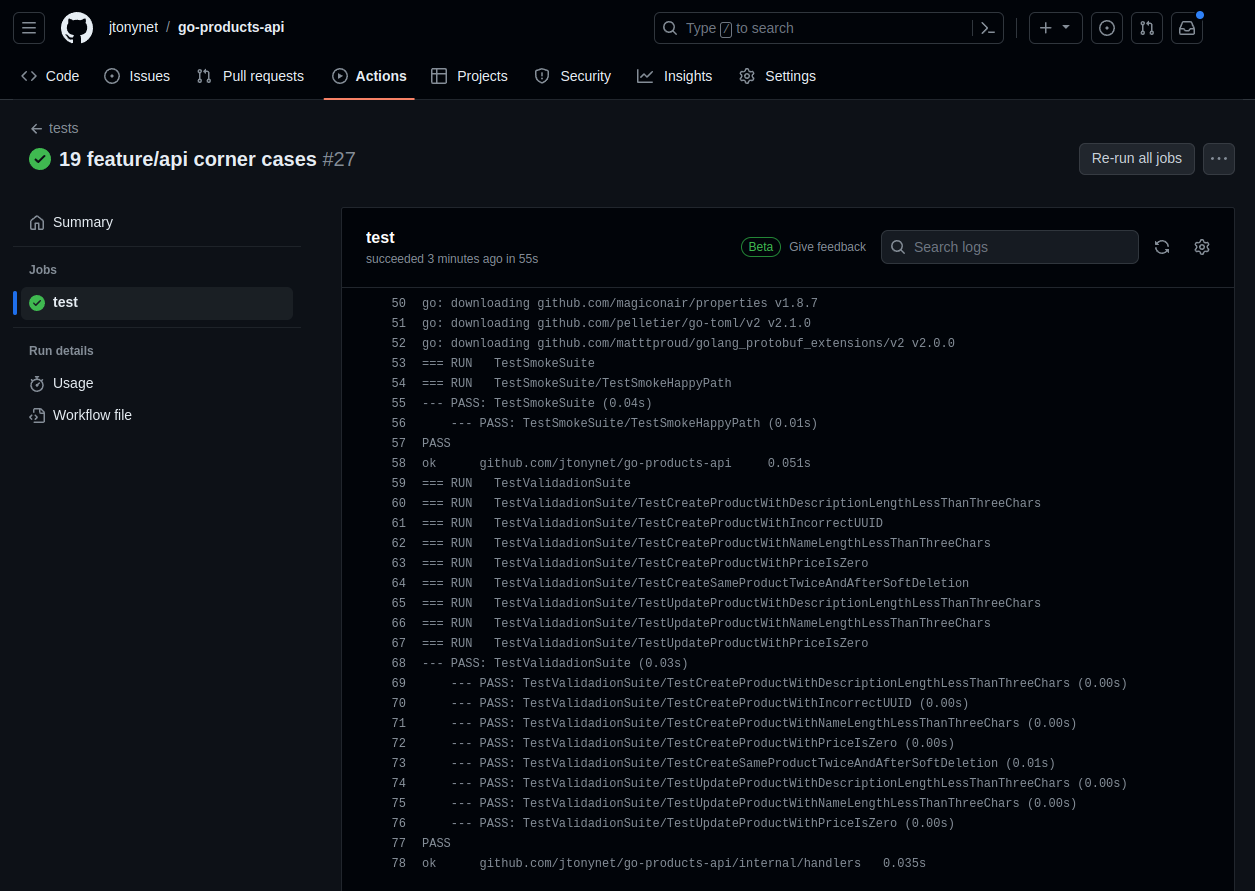 jtonynet / go-products-api
Type / to search
Code Issues Pull requests Actions Projects Security Insights Settings
tests
19 feature/api corner cases #27
Re-run all jobs
Summary
Jobs
test
Run details
Usage
Workflow file
test
succeeded 3 minutes ago in 55s
Beta Give feedback
Search logs
50 go: downloading github.com/magiconair/properties v1.8.7
51 go: downloading github.com/pelletier/go-toml/v2 v2.1.0
52 go: downloading github.com/matttproud/golang_protobuf_extensions/v2 v2.0.0
53 === RUN   TestSmokeSuite
54 === RUN   TestSmokeSuite/TestSmokeHappyPath
55 --- PASS: TestSmokeSuite (0.04s)
56     --- PASS: TestSmokeSuite/TestSmokeHappyPath (0.01s)
57 PASS
58 ok      github.com/jtonynet/go-products-api     0.051s
59 === RUN   TestValidadionSuite
60 === RUN   TestValidadionSuite/TestCreateProductWithDescriptionLengthLessThanThreeChars
61 === RUN   TestValidadionSuite/TestCreateProductWithIncorrectUUID
62 === RUN   TestValidadionSuite/TestCreateProductWithNameLengthLessThanThreeChars
63 === RUN   TestValidadionSuite/TestCreateProductWithPriceIsZero
64 === RUN   TestValidadionSuite/TestCreateSameProductTwiceAndAfterSoftDeletion
65 === RUN   TestValidadionSuite/TestUpdateProductWithDescriptionLengthLessThanThreeChars
66 === RUN   TestValidadionSuite/TestUpdateProductWithNameLengthLessThanThreeChars
67 === RUN   TestValidadionSuite/TestUpdateProductWithPriceIsZero
68 --- PASS: TestValidadionSuite (0.03s)
69     --- PASS: TestValidadionSuite/TestCreateProductWithDescriptionLengthLessThanThreeChars (0.00s)
70     --- PASS: TestValidadionSuite/TestCreateProductWithIncorrectUUID (0.00s)
71     --- PASS: TestValidadionSuite/TestCreateProductWithNameLengthLessThanThreeChars (0.00s)
72     --- PASS: TestValidadionSuite/TestCreateProductWithPriceIsZero (0.00s)
73     --- PASS: TestValidadionSuite/TestCreateSameProductTwiceAndAfterSoftDeletion (0.01s)
74     --- PASS: TestValidadionSuite/TestUpdateProductWithDescriptionLengthLessThanThreeChars (0.00s)
75     --- PASS: TestValidadionSuite/TestUpdateProductWithNameLengthLessThanThreeChars (0.00s)
76     --- PASS: TestValidadionSuite/TestUpdateProductWithPriceIsZero (0.00s)
77 PASS
78 ok      github.com/jtonynet/go-products-api/internal/handlers   0.035s